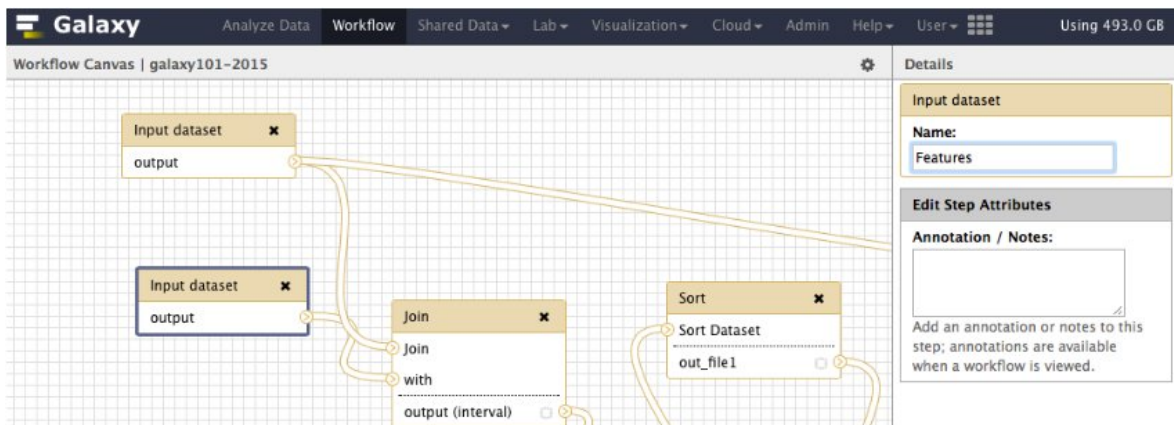 Galaxy Analyze Data Workflow Shared Data Lab Visualization Cloud Admin Help User Using 493.0 GB
Workflow Canvas | galaxy101-2015
Details
Input dataset
output
Input dataset
output
Join
Join
with
output (interval)
Sort
Sort Dataset
out_file1
Input dataset
Name:
Features
Edit Step Attributes
Annotation / Notes:
Add an annotation or notes to this
step; annotations are available
when a workflow is viewed.